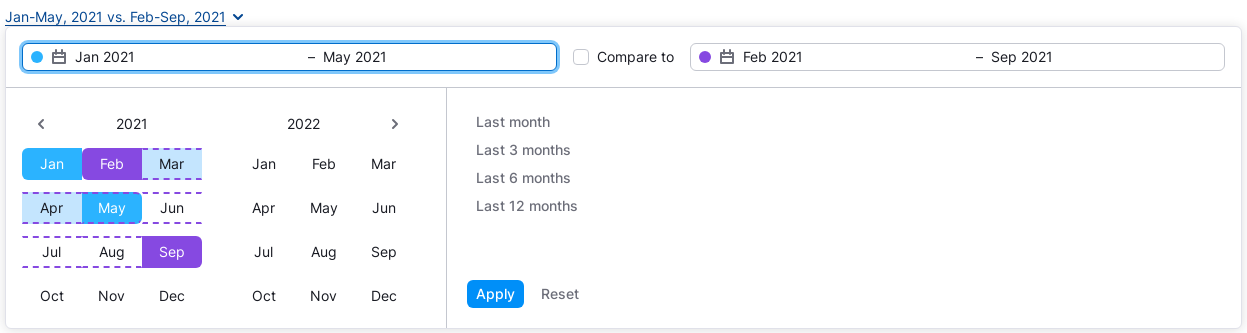 Jan-May, 2021 vs. Feb-Sep, 2021
Jan 2021 – May 2021 Compare to Feb 2021 – Sep 2021
2021 2022
Jan Feb Mar Jan Feb Mar
Apr May Jun Apr May Jun
Jul Aug Sep Jul Aug Sep
Oct Nov Dec Oct Nov Dec
Last month
Last 3 months
Last 6 months
Last 12 months
Apply Reset